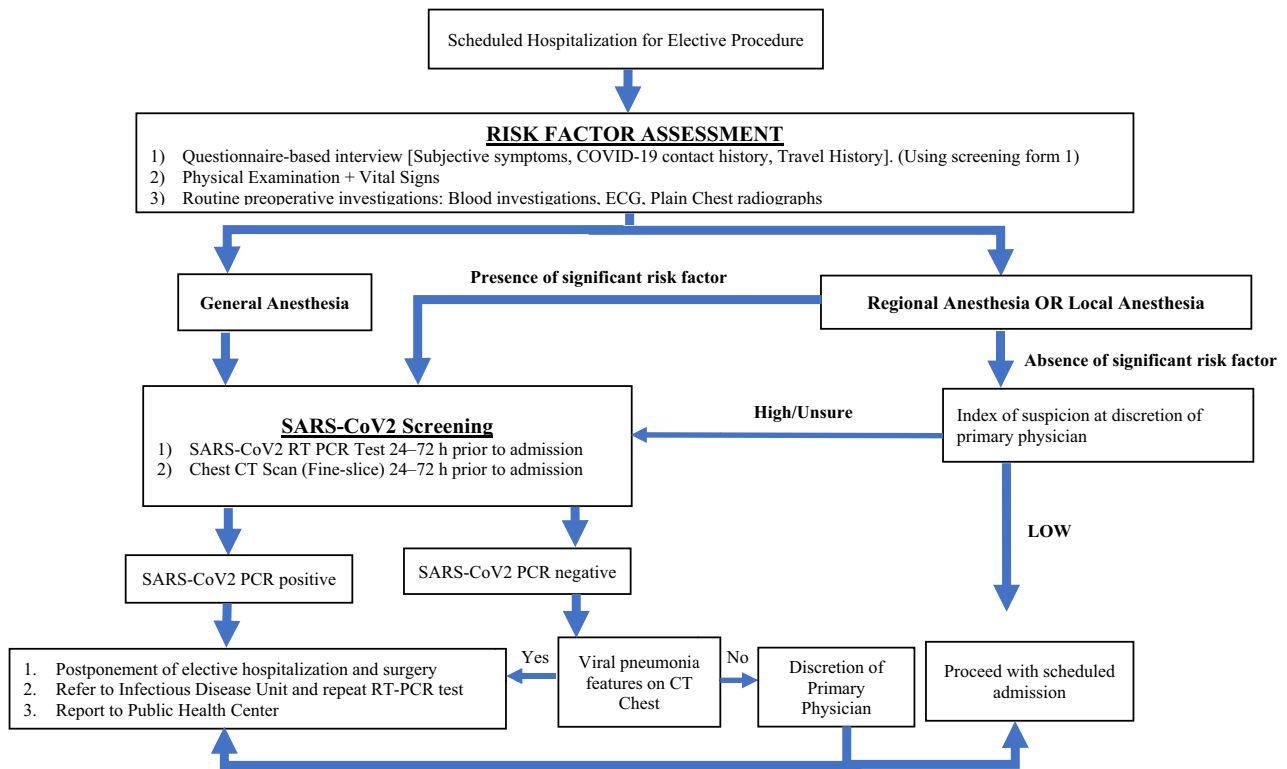 Scheduled Hospitalization for Elective Procedure
RISK FACTOR ASSESSMENT
1) Questionnaire-based interview [Subjective symptoms, COVID-19 contact history, Travel History]. (Using screening form 1)
2) Physical Examination + Vital Signs
3) Routine preoperative investigations: Blood investigations, ECG, Plain Chest radiographs
General Anesthesia
Presence of significant risk factor
Regional Anesthesia OR Local Anesthesia
Absence of significant risk factor
SARS-CoV2 Screening
1) SARS-CoV2 RT PCR Test 24–72 h prior to admission
2) Chest CT Scan (Fine-slice) 24–72 h prior to admission
High/Unsure
Index of suspicion at discretion of
primary physician
LOW
SARS-CoV2 PCR positive
SARS-CoV2 PCR negative
1. Postponement of elective hospitalization and surgery
2. Refer to Infectious Disease Unit and repeat RT-PCR test
3. Report to Public Health Center
Yes
Viral pneumonia
features on CT
Chest
No
Discretion of
Primary
Physician
Proceed with scheduled
admission